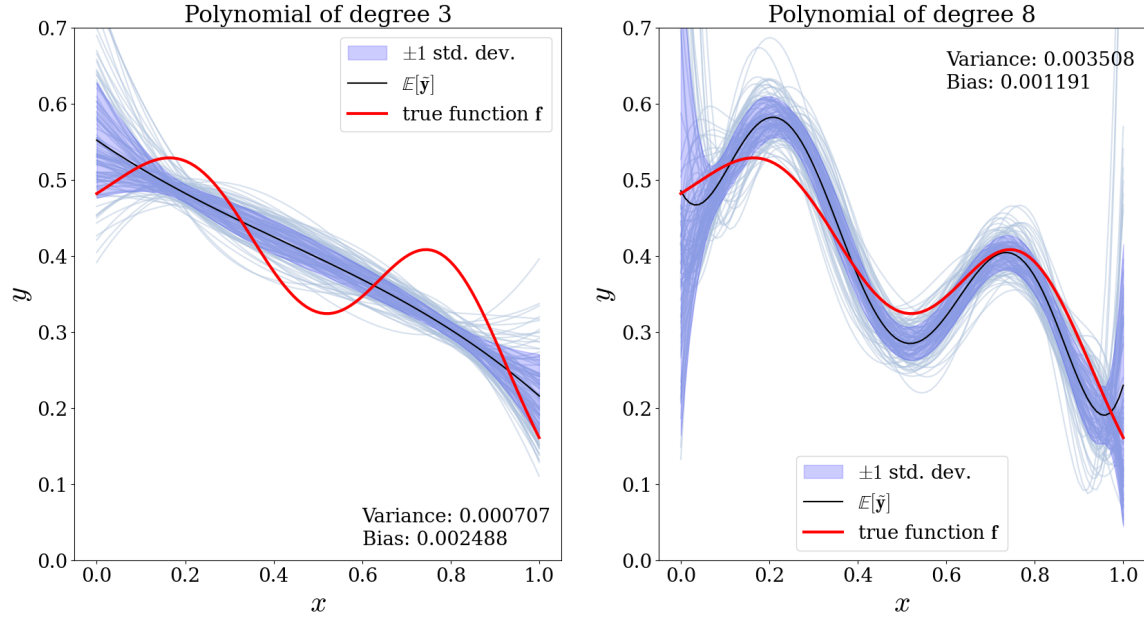 Polynomial of degree 3
0.7
0.6
0.5
0.4
0.3
0.2
0.1
0.0
y
0.0 0.2 0.4 0.6 0.8 1.0
x
±1 std. dev.
𝔼[ỹ]
true function f
Variance: 0.000707
Bias: 0.002488
Polynomial of degree 8
0.7
0.6
0.5
0.4
0.3
0.2
0.1
0.0
y
0.0 0.2 0.4 0.6 0.8 1.0
x
Variance: 0.003508
Bias: 0.001191
±1 std. dev.
𝔼[ỹ]
true function f